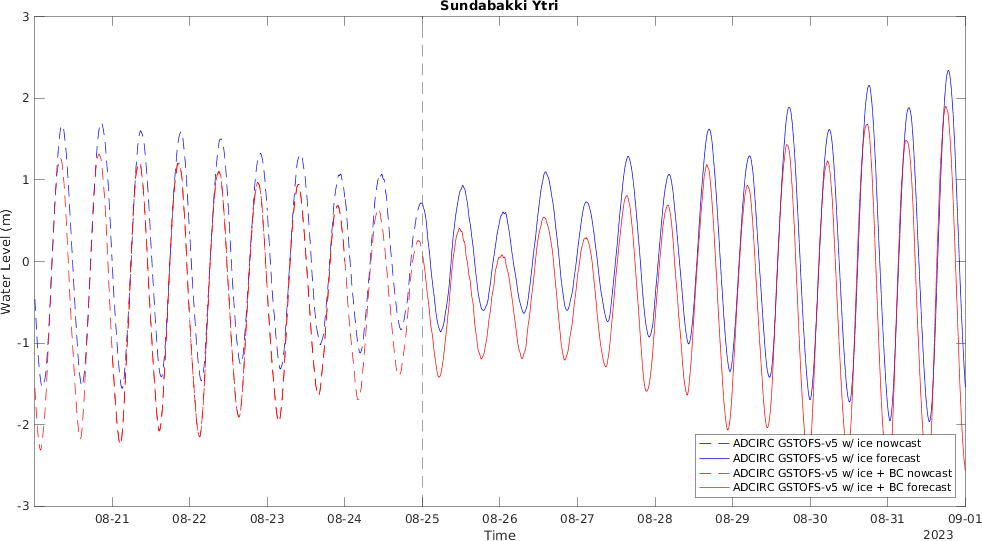 Sundabakki Ytri
3
2
1
0
-1
-2
-3
Water Level (m)
ADCIRC GSTOFS-v5 w/ ice nowcast
ADCIRC GSTOFS-v5 w/ ice forecast
ADCIRC GSTOFS-v5 w/ ice + BC nowcast
ADCIRC GSTOFS-v5 w/ ice + BC forecast
08-21 08-22 08-23 08-24 08-25 08-26 08-27 08-28 08-29 08-30 08-31 09-01
Time 2023